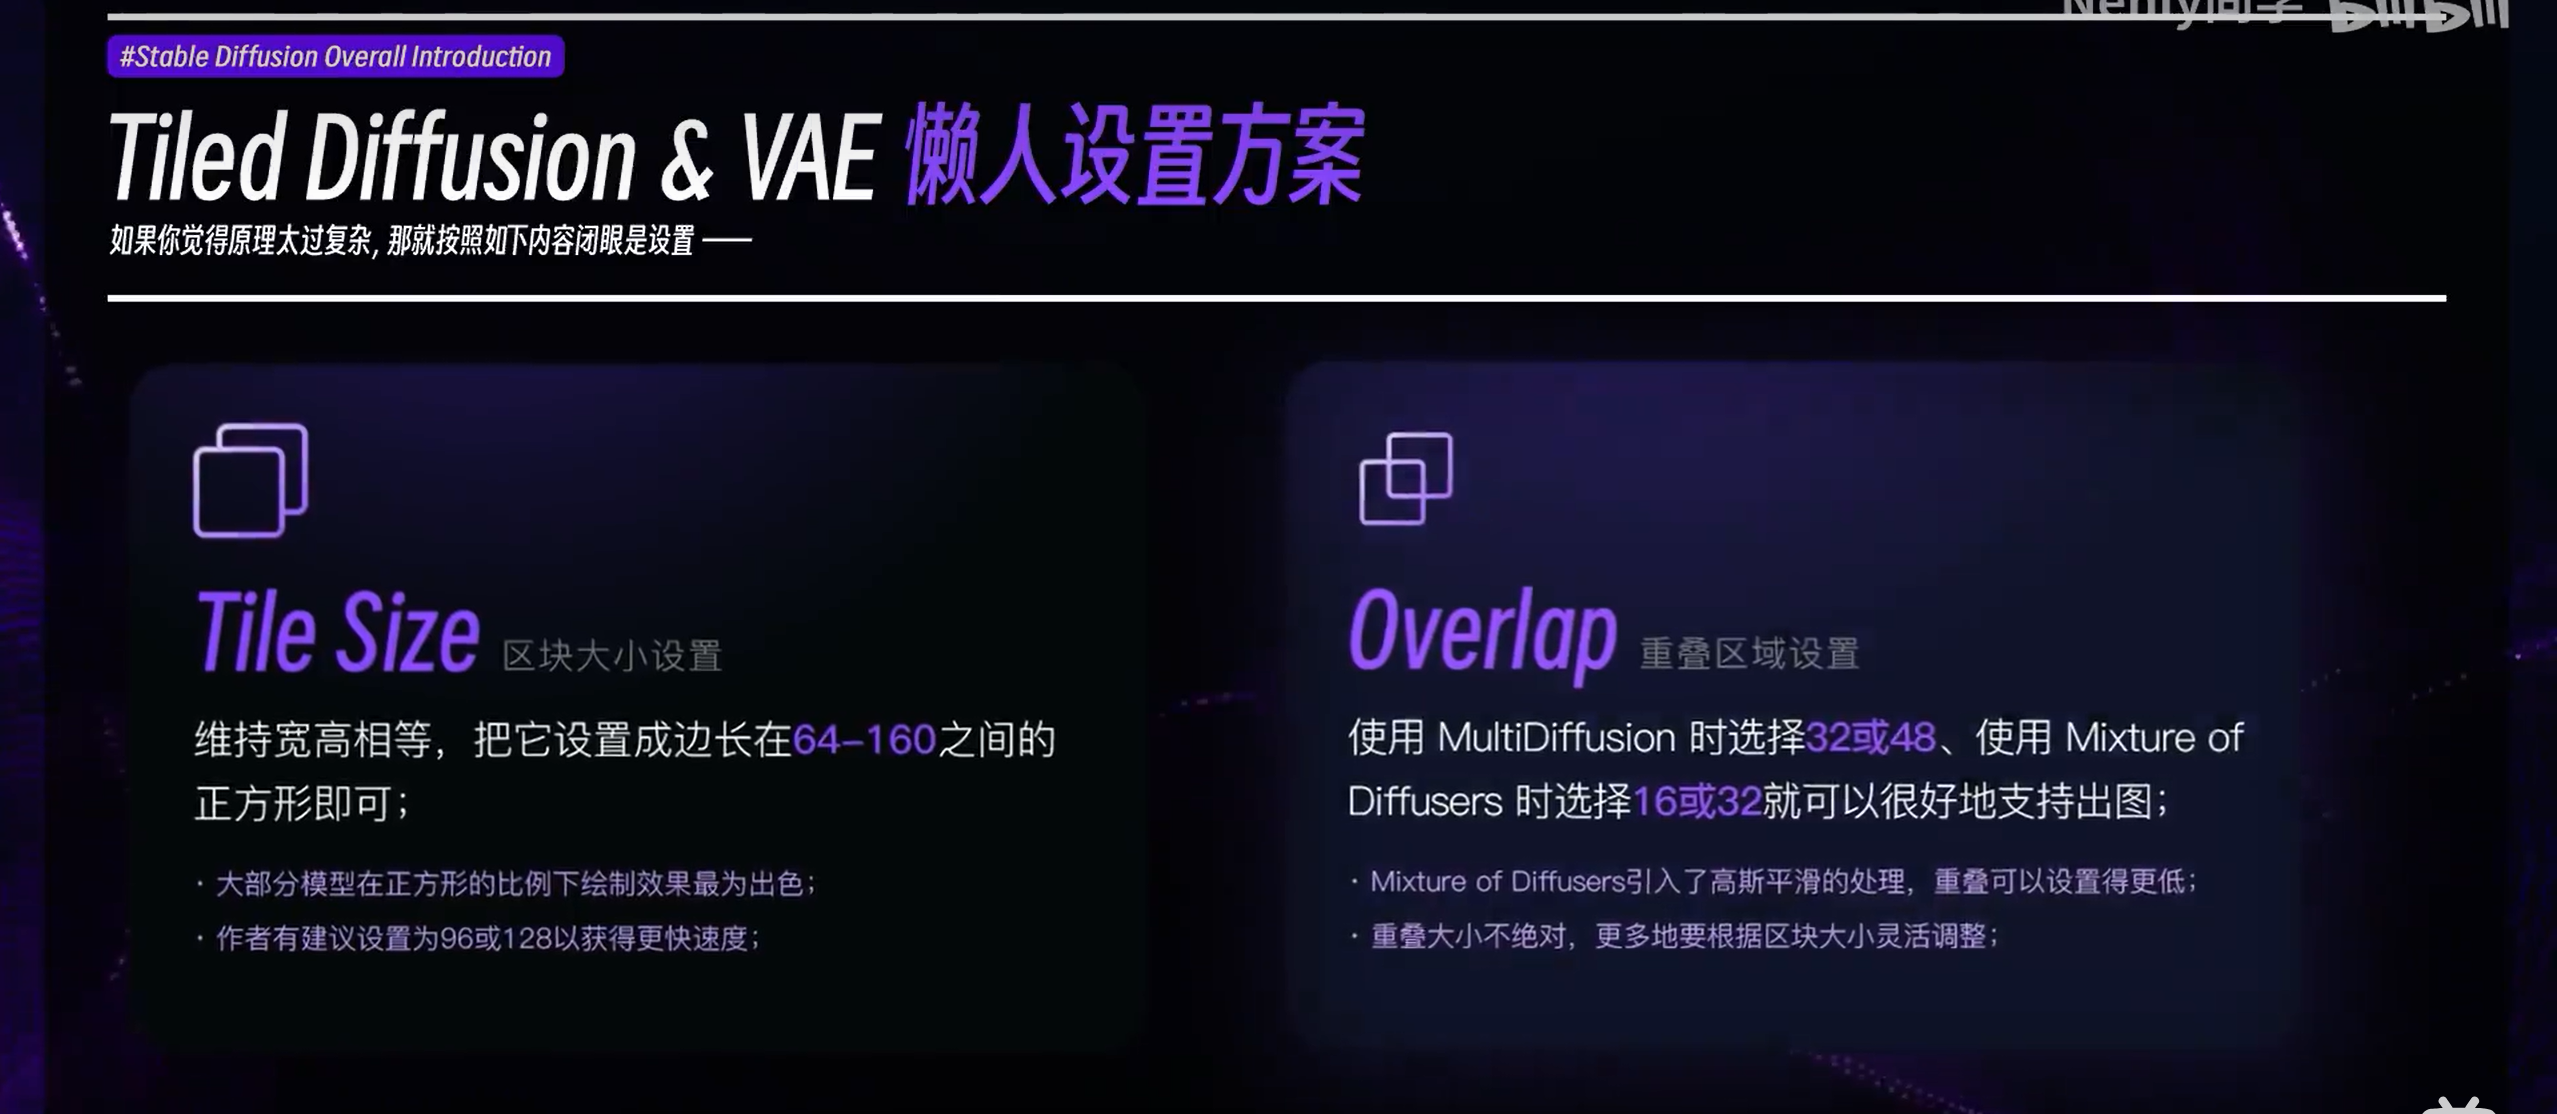 Nenly同学 bilibili
#Stable Diffusion Overall Introduction
Tiled Diffusion & VAE 懒人设置方案
如果你觉得原理太过复杂, 那就按照如下内容闭眼是设置 ——
Tile Size 区块大小设置
维持宽高相等，把它设置成边长在64–160之间的
正方形即可；
· 大部分模型在正方形的比例下绘制效果最为出色；
· 作者有建议设置为96或128以获得更快速度；
Overlap 重叠区域设置
使用 MultiDiffusion 时选择32或48、使用 Mixture of
Diffusers 时选择16或32就可以很好地支持出图；
· Mixture of Diffusers引入了高斯平滑的处理，重叠可以设置得更低；
· 重叠大小不绝对，更多地要根据区块大小灵活调整；